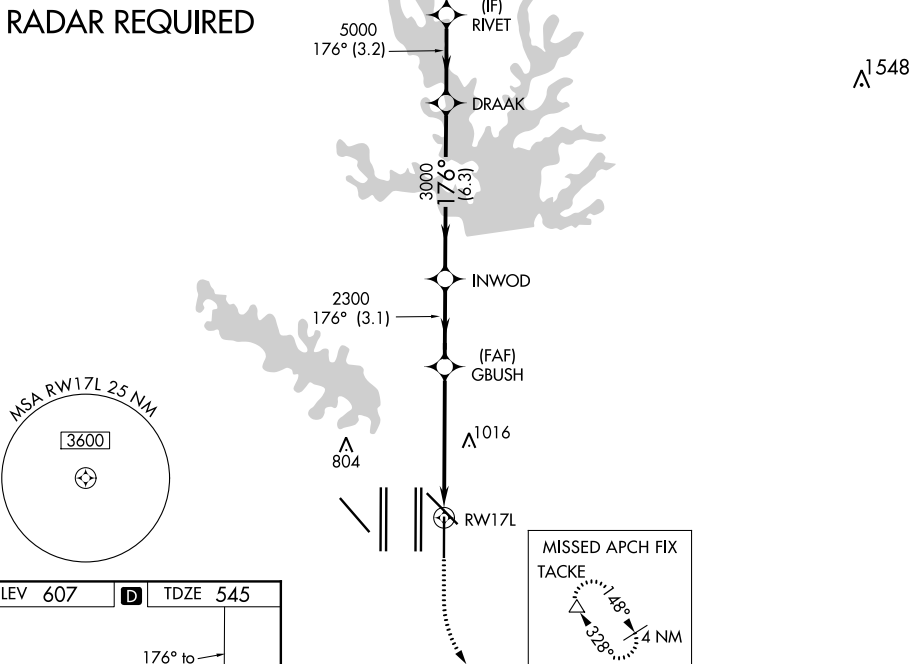 RADAR REQUIRED
(IF)
RIVET
5000
176° (3.2)
1548
DRAAK
3000
176°
(6.3)
INWOD
2300
176° (3.1)
(FAF)
GBUSH
MSA RW17L 25 NM
3600
1016
804
RW17L
MISSED APCH FIX
TACKE
148°
328°
4 NM
LEV 607 D TDZE 545
176° to